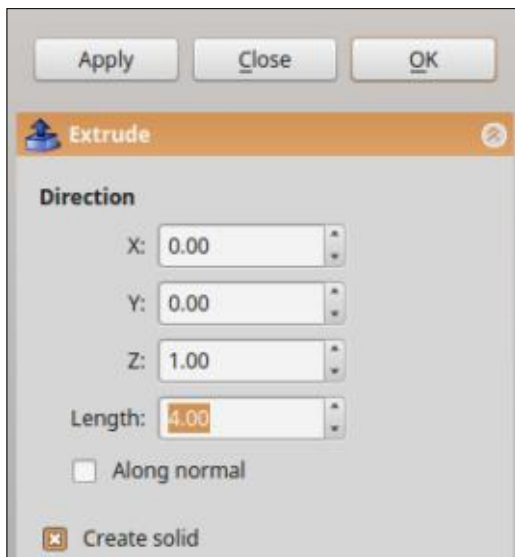 Apply Close OK
Extrude
Direction
X: 0.00
Y: 0.00
Z: 1.00
Length: 4.00
Along normal
Create solid